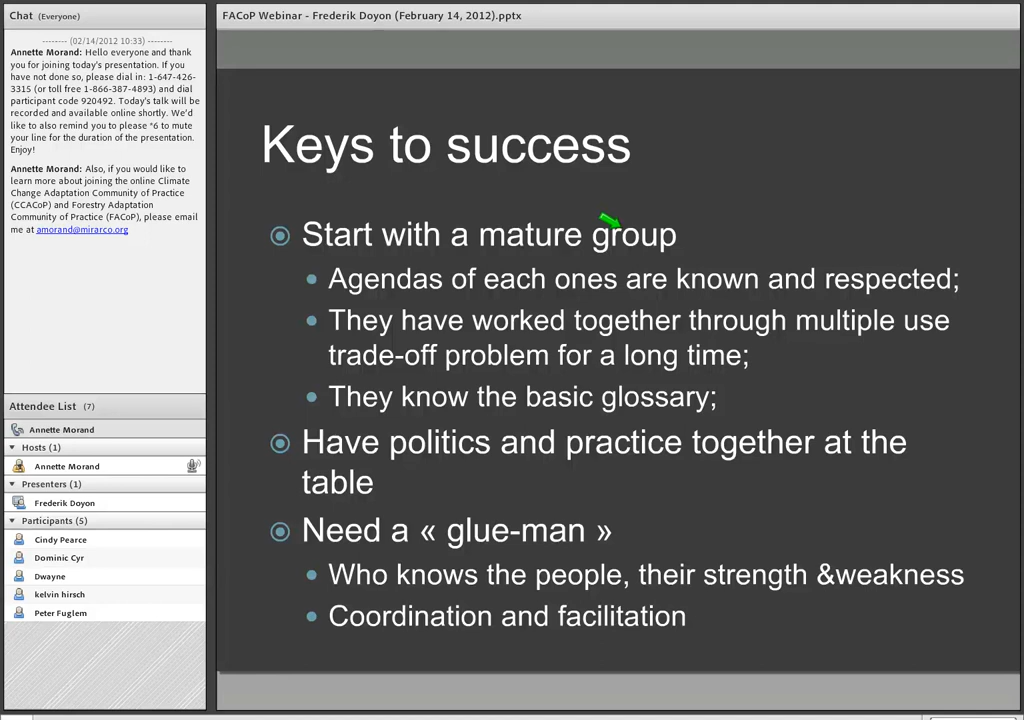 Chat (Everyone)
-------- (02/14/2012 10:33) --------
Annette Morand: Hello everyone and thank
you for joining today's presentation. If you
have not done so, please dial in: 1-647-426-
3315 (or toll free 1-866-387-4893) and dial
participant code 920492. Today's talk will be
recorded and available online shortly. We'd
like to also remind you to please *6 to mute
your line for the duration of the presentation.
Enjoy!
Annette Morand: Also, if you would like to
learn more about joining the online Climate
Change Adaptation Community of Practice
(CCACoP) and Forestry Adaptation
Community of Practice (FACoP), please email
me at amorand@mirarco.org
Attendee List (7)
Annette Morand
Hosts (1)
Annette Morand
Presenters (1)
Frederik Doyon
Participants (5)
Cindy Pearce
Dominic Cyr
Dwayne
kelvin hirsch
Peter Fuglem
FACoP Webinar - Frederik Doyon (February 14, 2012).pptx
Keys to success
Start with a mature group
Agendas of each ones are known and respected;
They have worked together through multiple use
trade-off problem for a long time;
They know the basic glossary;
Have politics and practice together at the
table
Need a « glue-man »
Who knows the people, their strength &weakness
Coordination and facilitation